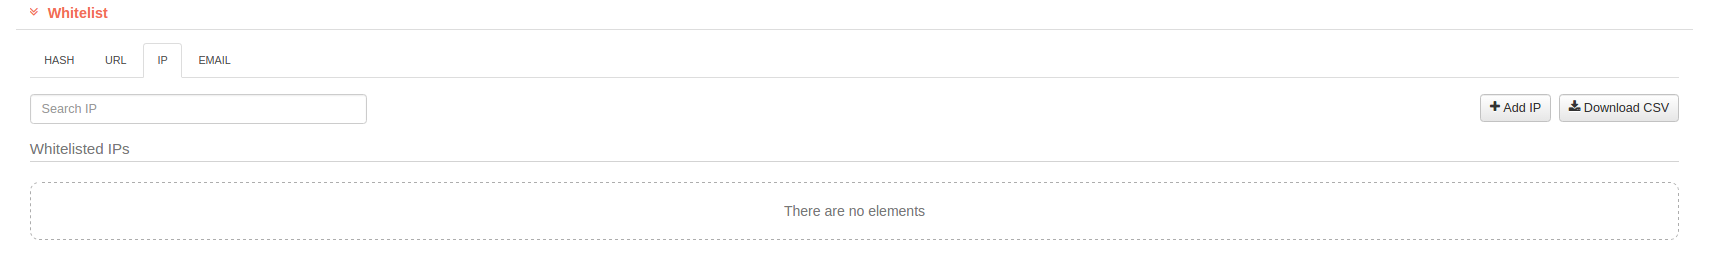 Whitelist
HASH URL IP EMAIL
Search IP Add IP Download CSV
Whitelisted IPs
There are no elements